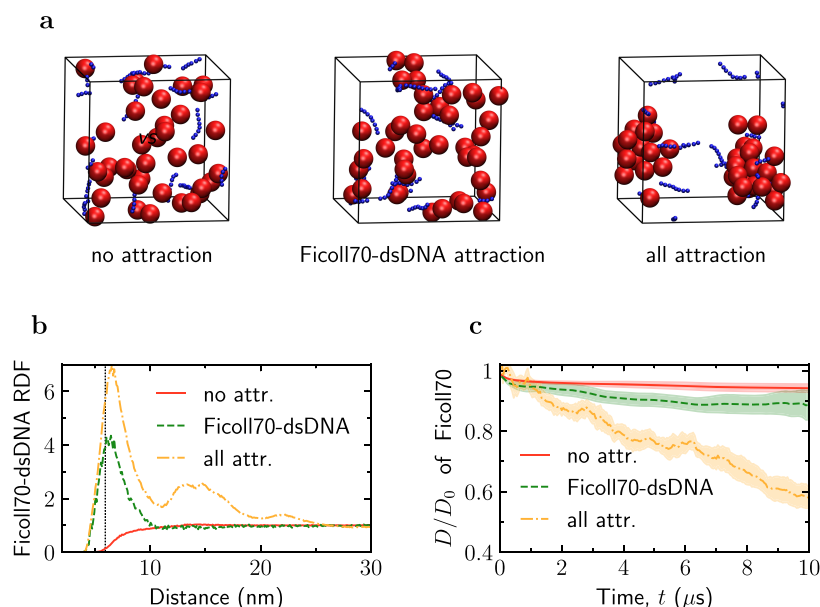 a
vs
no attraction
Ficoll70-dsDNA attraction
all attraction
b
Ficoll70-dsDNA RDF
6
4
2
0
10
20
30
Distance (nm)
no attr.
Ficoll70-dsDNA
all attr.
c
D/D₀ of Ficoll70
1
0.8
0.6
0.4
0
2
4
6
8
10
Time, t (μs)
no attr.
Ficoll70-dsDNA
all attr.